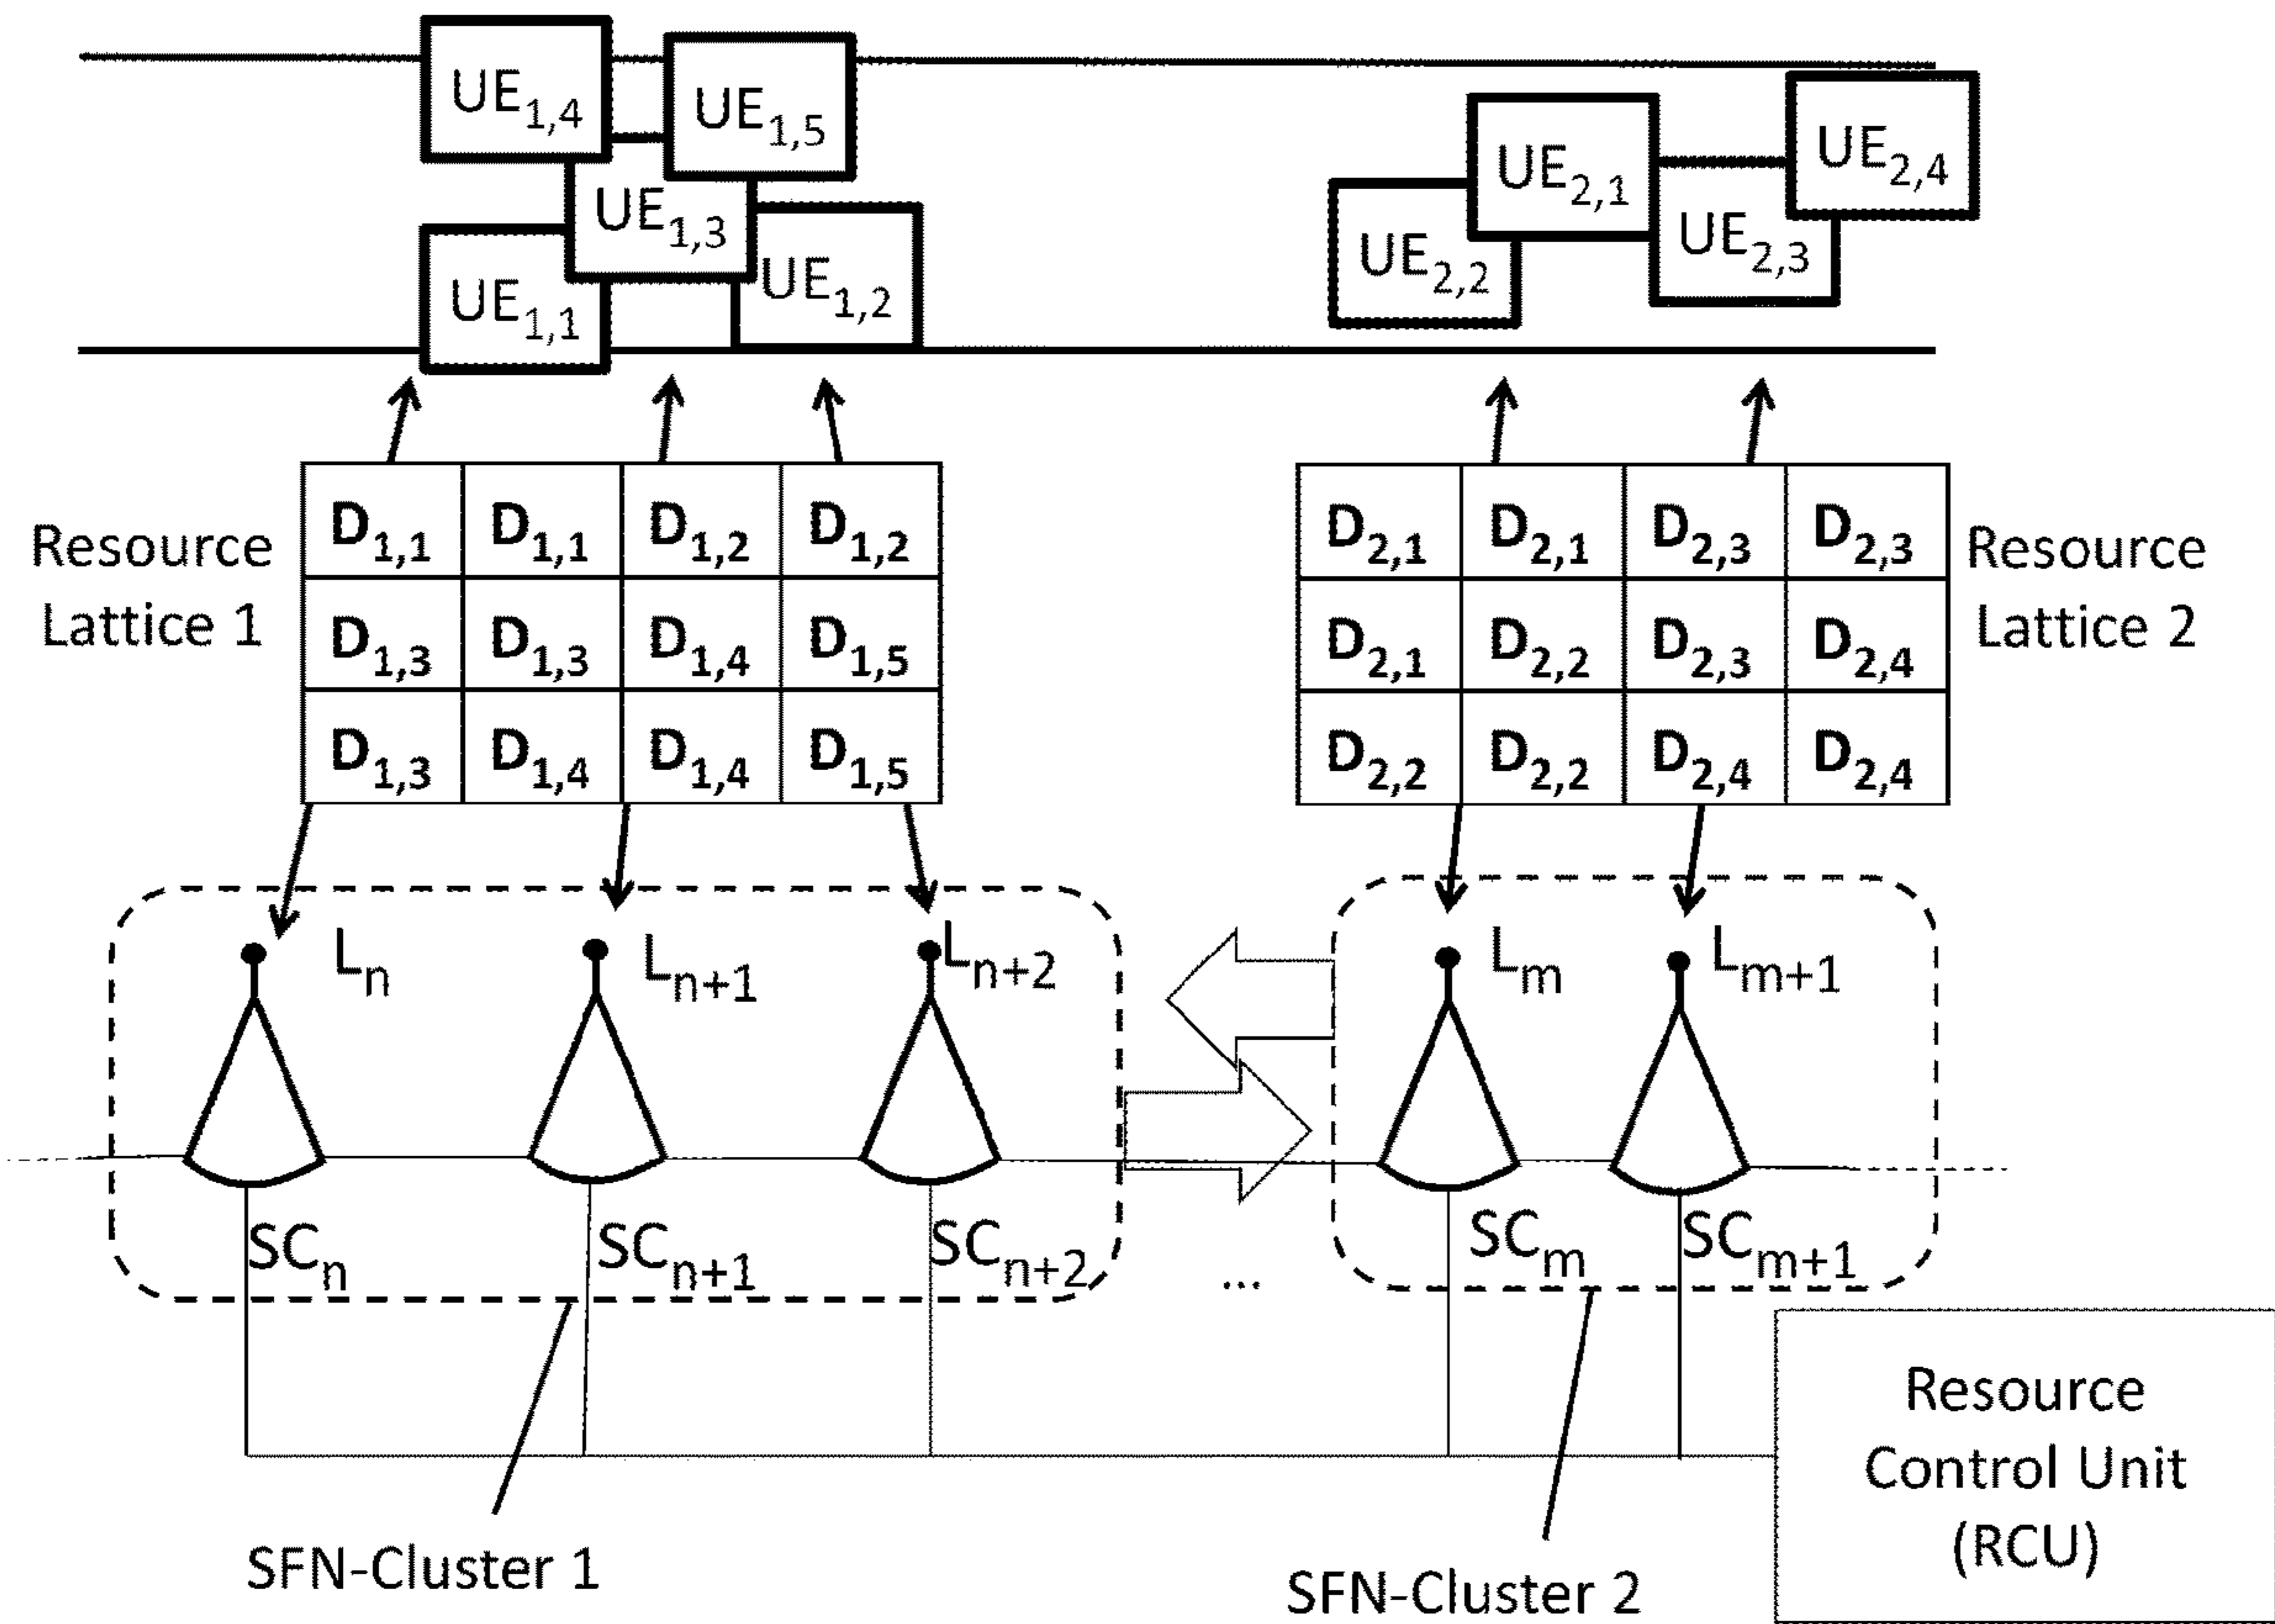 UE1,4
UE1,5
UE1,3
UE1,1
UE1,2
UE2,1
UE2,4
UE2,2
UE2,3
Resource
Lattice 1
D1,1 D1,1 D1,2 D1,2
D1,3 D1,3 D1,4 D1,5
D1,3 D1,4 D1,4 D1,5
D2,1 D2,1 D2,3 D2,3
D2,1 D2,2 D2,3 D2,4
D2,2 D2,2 D2,4 D2,4
Resource
Lattice 2
Ln
Ln+1
Ln+2
Lm
Lm+1
SCn
SCn+1
SCn+2
...
SCm
SCm+1
SFN-Cluster 1
SFN-Cluster 2
Resource
Control Unit
(RCU)